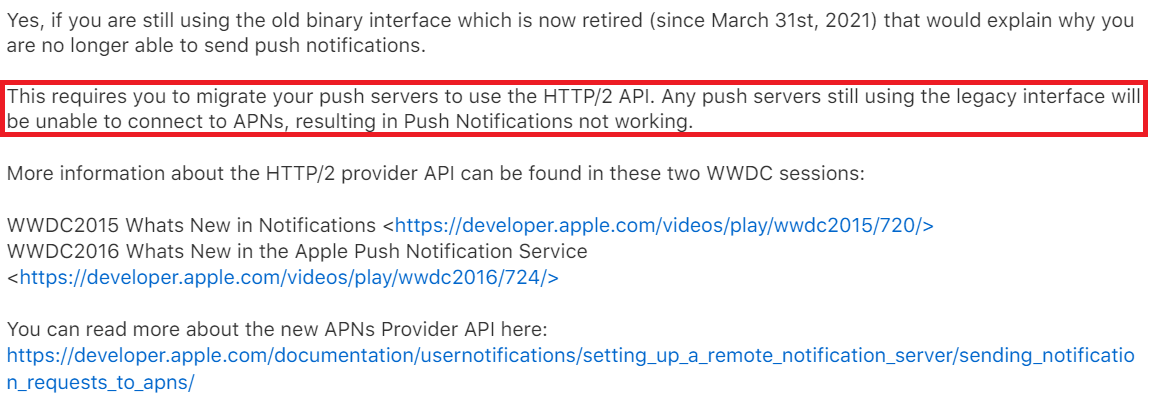 Yes, if you are still using the old binary interface which is now retired (since March 31st, 2021) that would explain why you
are no longer able to send push notifications.
This requires you to migrate your push servers to use the HTTP/2 API. Any push servers still using the legacy interface will
be unable to connect to APNs, resulting in Push Notifications not working.
More information about the HTTP/2 provider API can be found in these two WWDC sessions:
WWDC2015 Whats New in Notifications <https://developer.apple.com/videos/play/wwdc2015/720/>
WWDC2016 Whats New in the Apple Push Notification Service
<https://developer.apple.com/videos/play/wwdc2016/724/>
You can read more about the new APNs Provider API here:
https://developer.apple.com/documentation/usernotifications/setting_up_a_remote_notification_server/sending_notificatio
n_requests_to_apns/